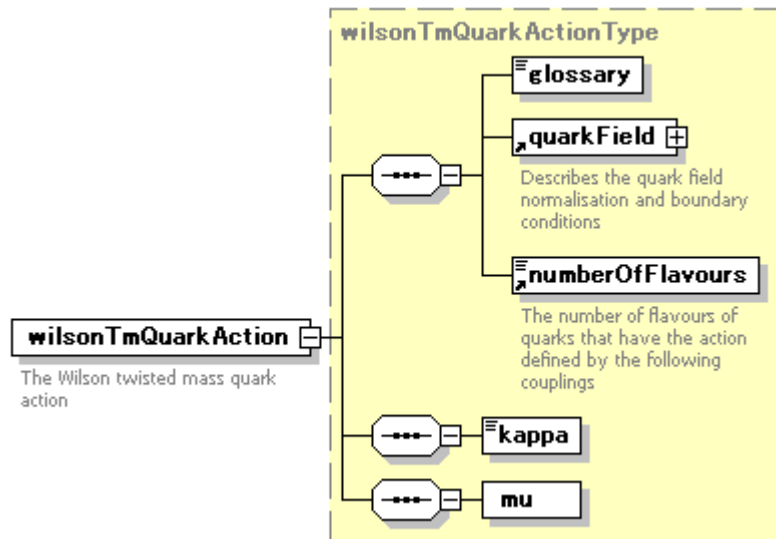 wilsonTmQuarkActionType
glossary
quarkField
Describes the quark field
normalisation and boundary
conditions
numberOfFlavours
The number of flavours of
quarks that have the action
defined by the following
couplings
wilsonTmQuarkAction
The Wilson twisted mass quark
action
kappa
mu